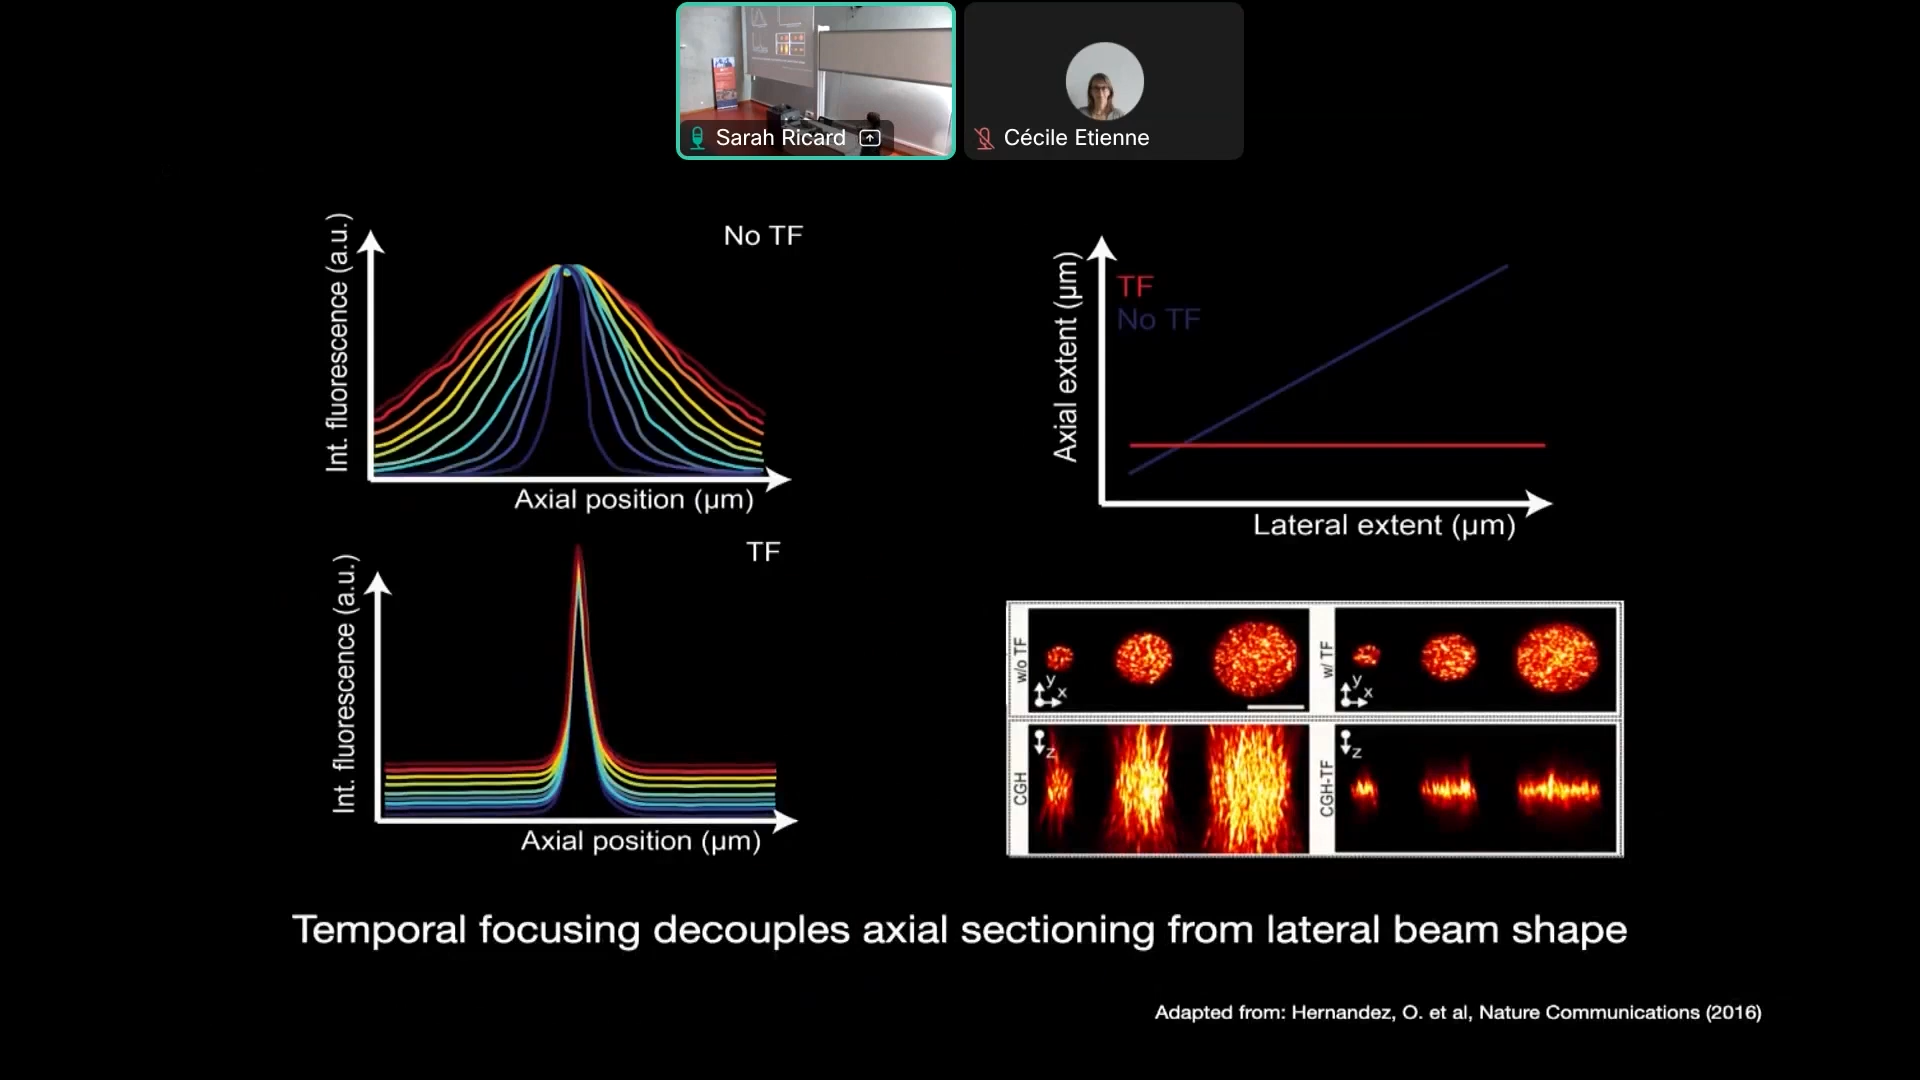 Sarah Ricard
Cécile Etienne
No TF
Int. fluorescence (a.u.)
Axial position (µm)
TF
No TF
Axial extent (µm)
Lateral extent (µm)
TF
Int. fluorescence (a.u.)
Axial position (µm)
w/o TF
y
x
w/ TF
y
x
CGH
z
CGH-TF
z
Temporal focusing decouples axial sectioning from lateral beam shape
Adapted from: Hernandez, O. et al, Nature Communications (2016)